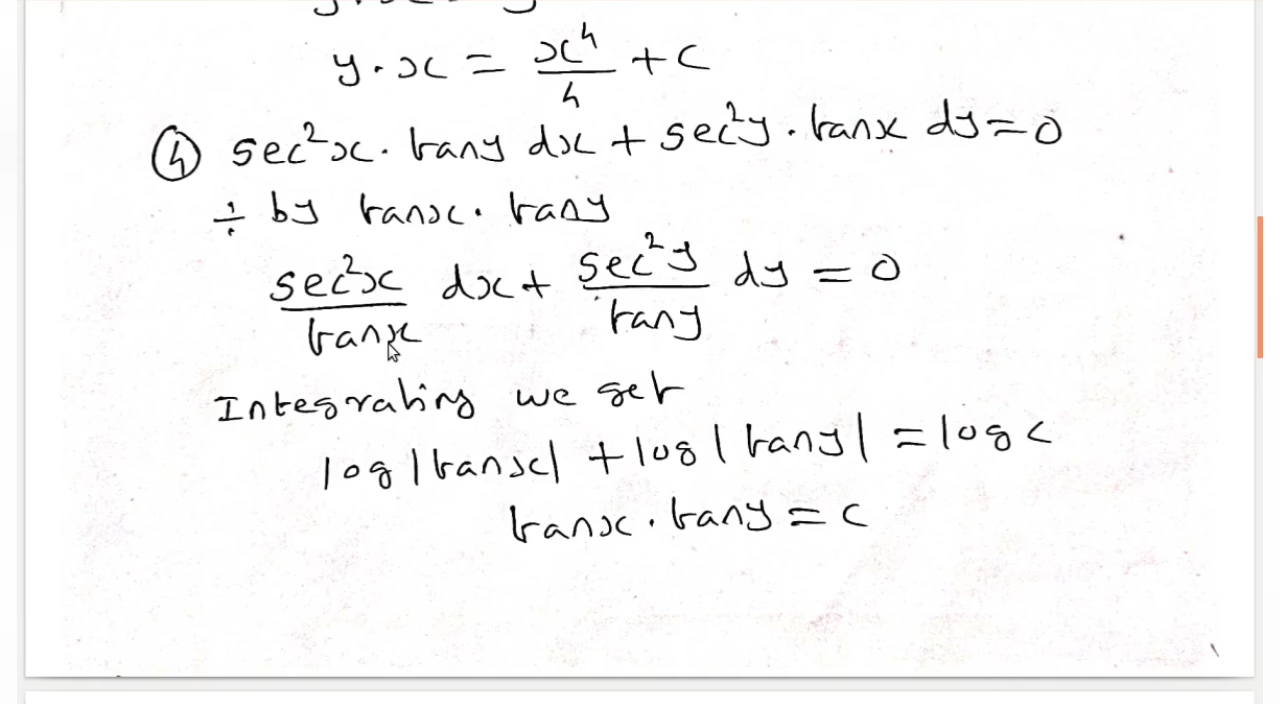 y · x = x⁴/4 + c
④ sec²x · tany dx + sec²y · tanx dy = 0
÷ by tanx · tany
sec²x/tanx dx + sec²y/tany dy = 0
Integrating we get
log |tanx| + log |tany| = log c
tanx · tany = c